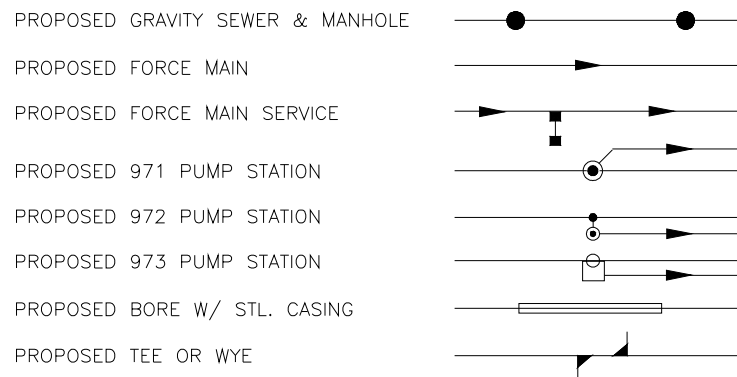 PROPOSED GRAVITY SEWER & MANHOLE
PROPOSED FORCE MAIN
PROPOSED FORCE MAIN SERVICE
PROPOSED 971 PUMP STATION
PROPOSED 972 PUMP STATION
PROPOSED 973 PUMP STATION
PROPOSED BORE W/ STL. CASING
PROPOSED TEE OR WYE